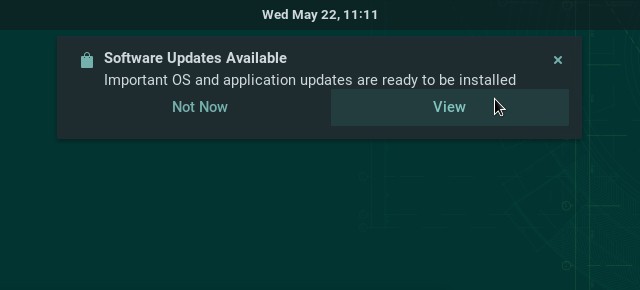 Wed May 22, 11:11
Software Updates Available
Important OS and application updates are ready to be installed
Not Now
View